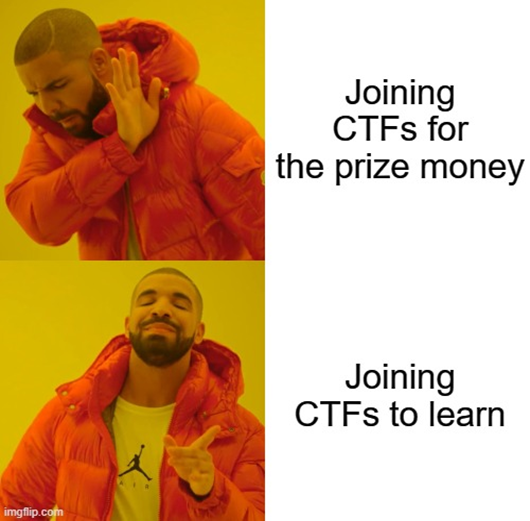 Joining
CTFs for
the prize money
Joining
CTFs to learn
imgflip.com